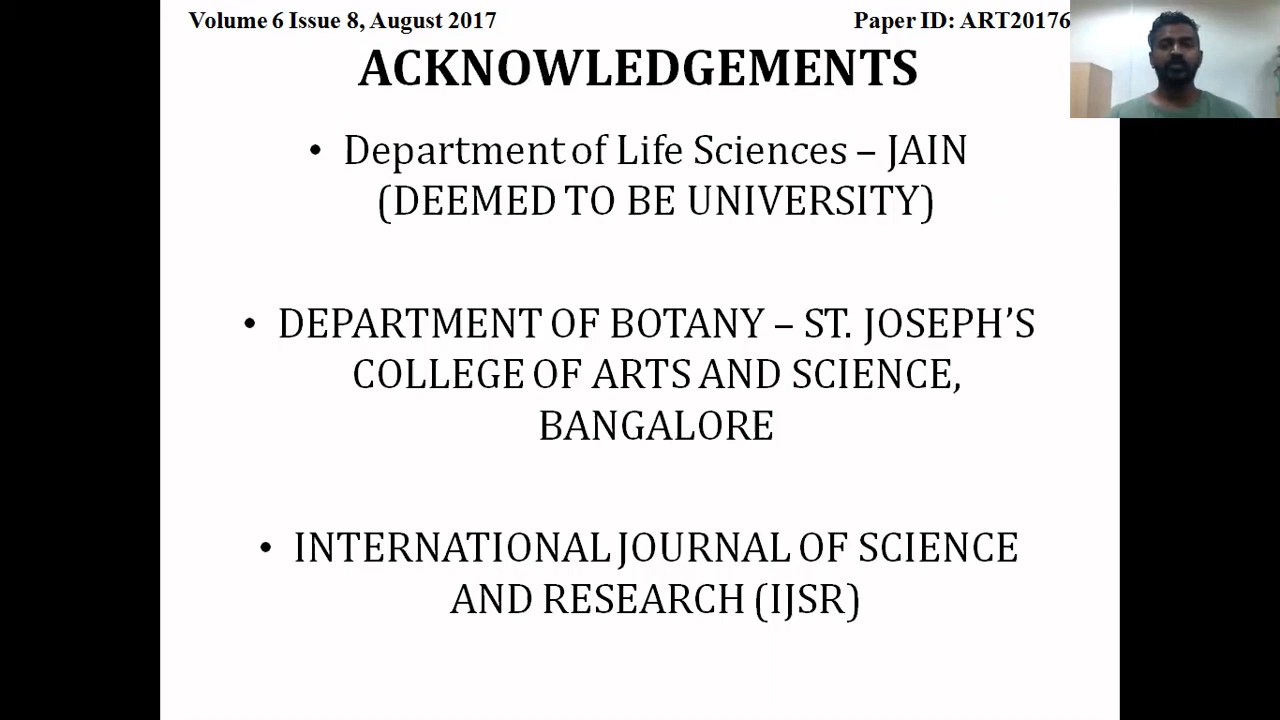 Volume 6 Issue 8, August 2017 Paper ID: ART20176
ACKNOWLEDGEMENTS
• Department of Life Sciences – JAIN
(DEEMED TO BE UNIVERSITY)
• DEPARTMENT OF BOTANY – ST. JOSEPH’S
COLLEGE OF ARTS AND SCIENCE,
BANGALORE
• INTERNATIONAL JOURNAL OF SCIENCE
AND RESEARCH (IJSR)